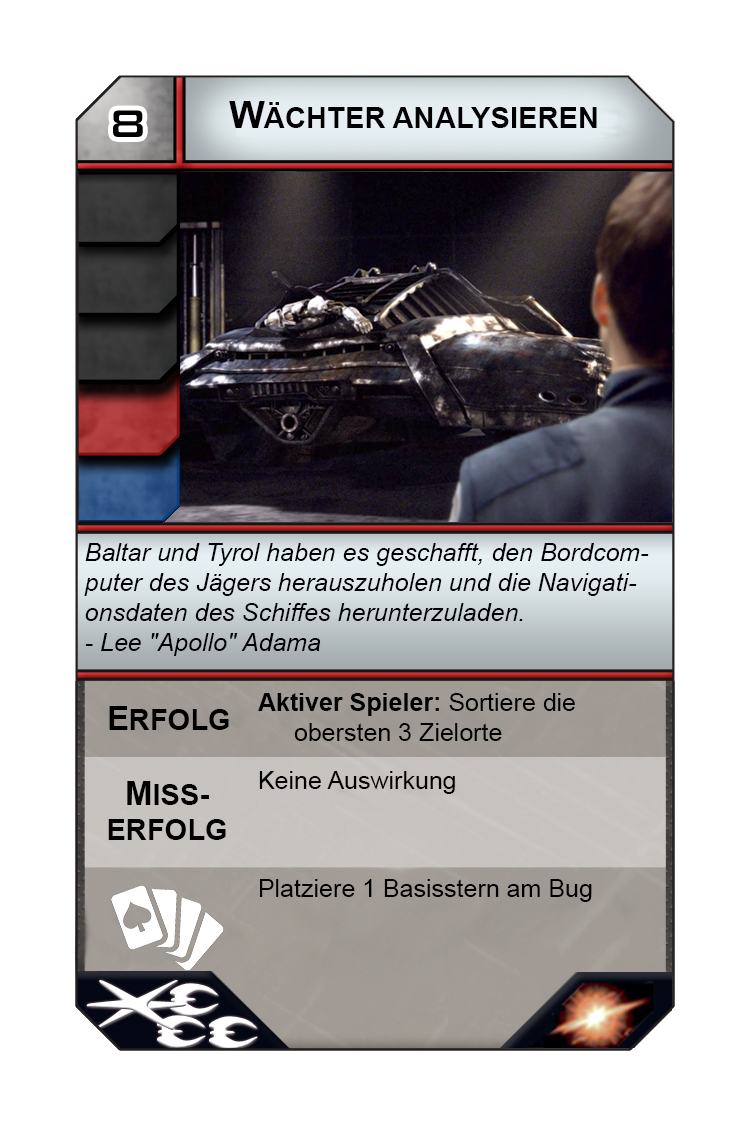 8
WÄCHTER ANALYSIEREN
Baltar und Tyrol haben es geschafft, den Bordcom-
puter des Jägers herauszuholen und die Navigati-
onsdaten des Schiffes herunterzuladen.
- Lee "Apollo" Adama
ERFOLG
Aktiver Spieler: Sortiere die
obersten 3 Zielorte
MISS-
ERFOLG
Keine Auswirkung
Platziere 1 Basisstern am Bug